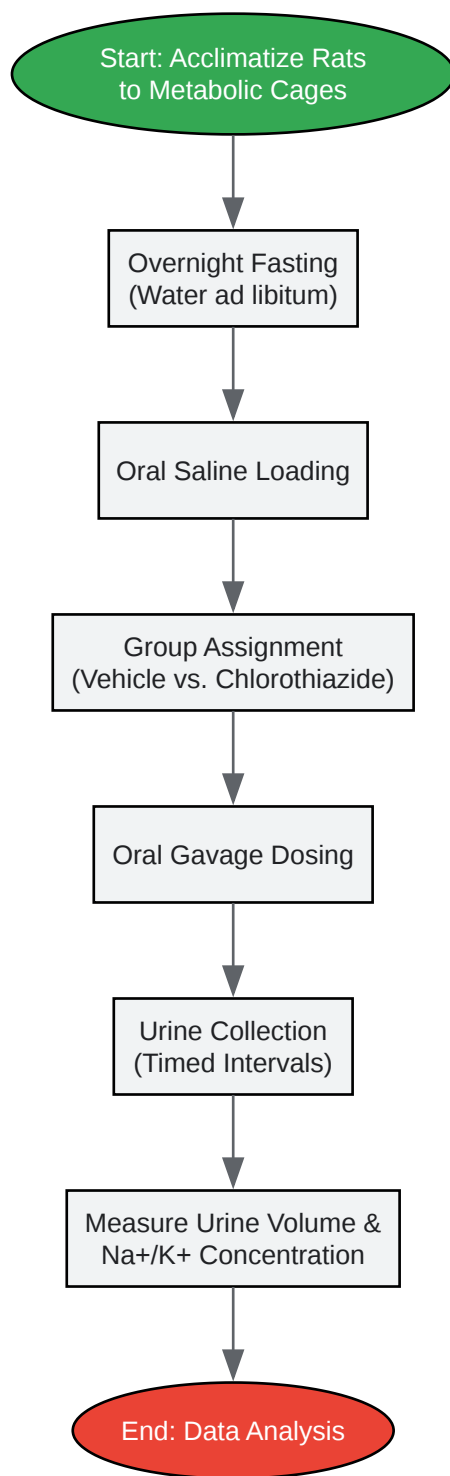 Start: Acclimatize Rats
to Metabolic Cages
Overnight Fasting
(Water ad libitum)
Oral Saline Loading
Group Assignment
(Vehicle vs. Chlorothiazide)
Oral Gavage Dosing
Urine Collection
(Timed Intervals)
Measure Urine Volume &
Na+/K+ Concentration
End: Data Analysis